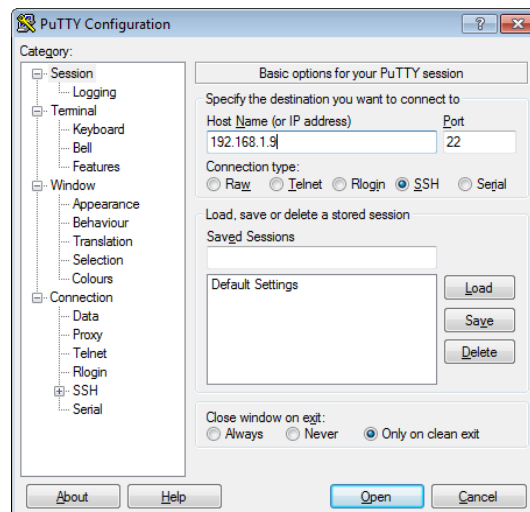 PuTTY Configuration
Category:
Session
Logging
Terminal
Keyboard
Bell
Features
Window
Appearance
Behaviour
Translation
Selection
Colours
Connection
Data
Proxy
Telnet
Rlogin
SSH
Serial
Basic options for your PuTTY session
Specify the destination you want to connect to
Host Name (or IP address) Port
192.168.1.9 22
Connection type:
Raw Telnet Rlogin SSH Serial
Load, save or delete a stored session
Saved Sessions
Default Settings
Load
Save
Delete
Close window on exit:
Always Never Only on clean exit
About Help Open Cancel